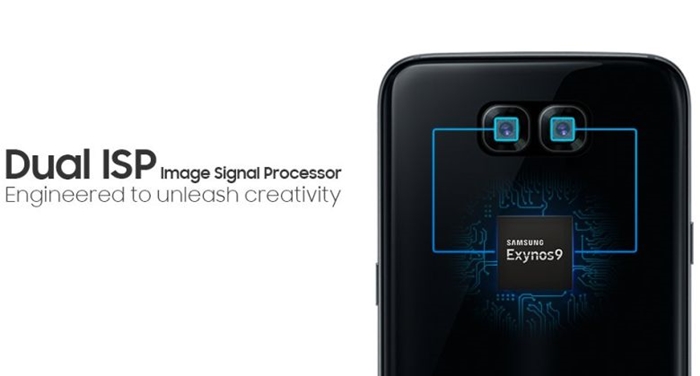 Dual ISP Image Signal Processor
Engineered to unleash creativity
SAMSUNG
Exynos9